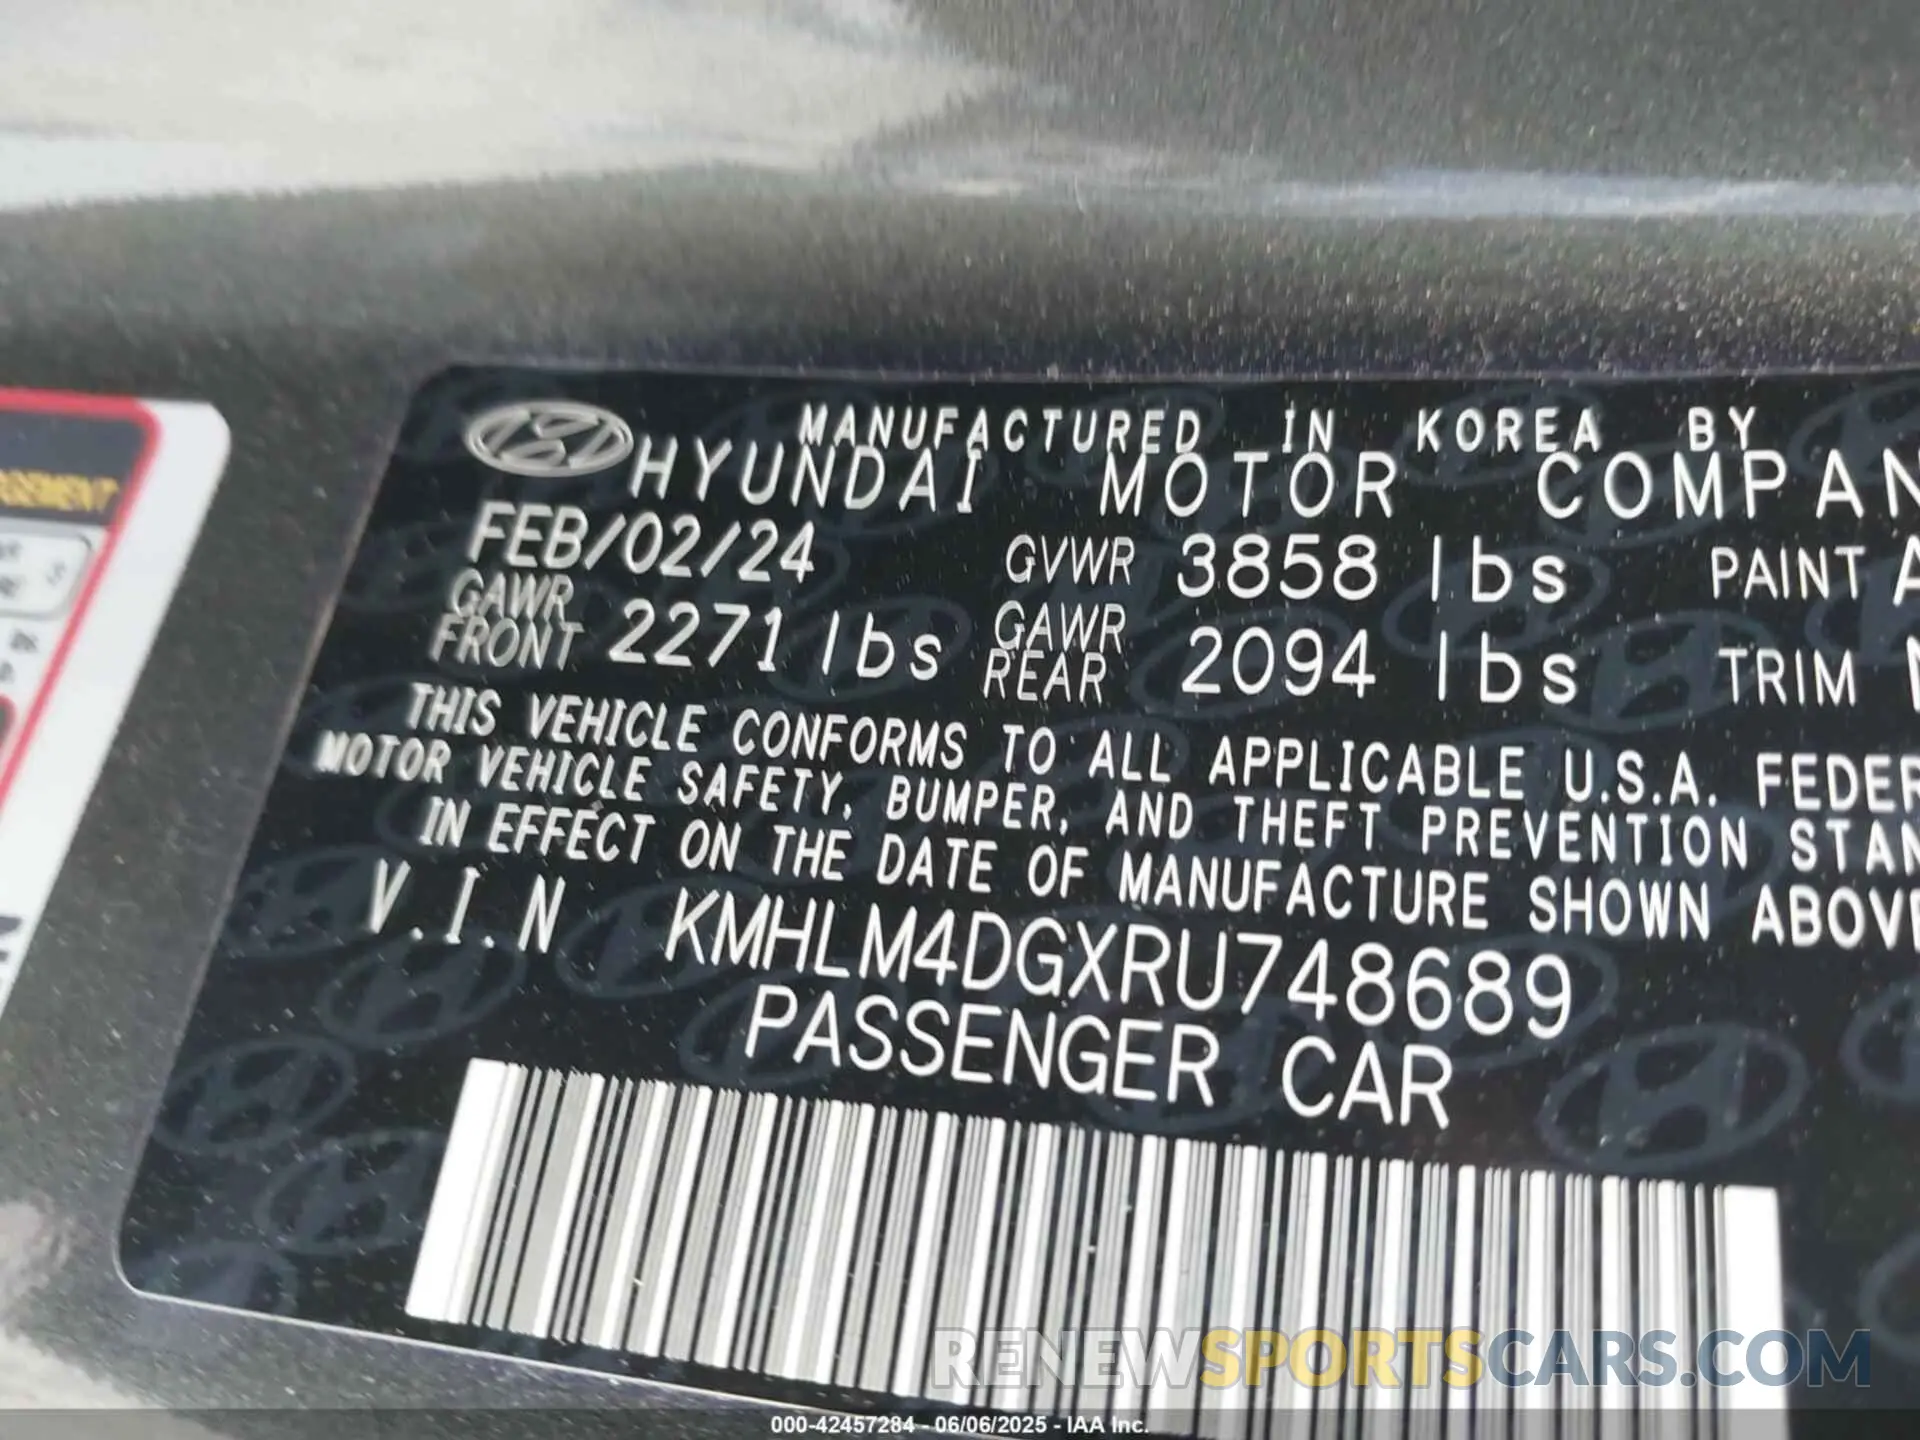 GEMENT
MANUFACTURED IN KOREA BY
HYUNDAI MOTOR COMPAN
FEB/02/24 GVWR 3858 lbs PAINT A
GAWR FRONT 2271 lbs GAWR REAR 2094 lbs TRIM
THIS VEHICLE CONFORMS TO ALL APPLICABLE U.S.A. FEDER
MOTOR VEHICLE SAFETY, BUMPER, AND THEFT PREVENTION STAN
IN EFFECT ON THE DATE OF MANUFACTURE SHOWN ABOVE
V.I.N KMHLM4DGXRU748689
PASSENGER CAR
RENEWSPORTSCARS.COM
000-42457284 - 06/06/2025 - IAA Inc.